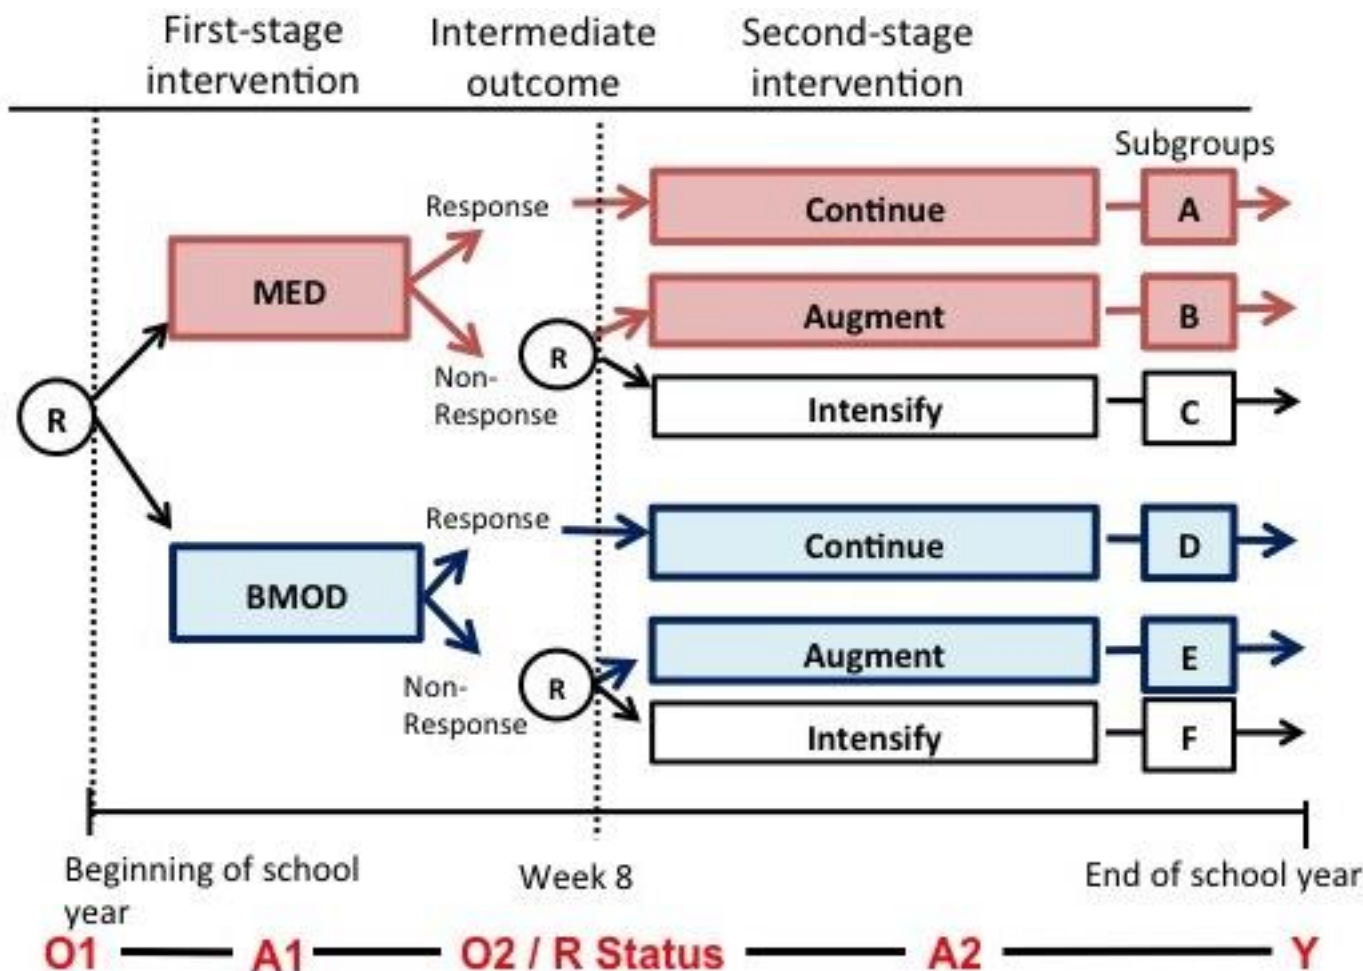 First-stage
intervention
Intermediate
outcome
Second-stage
intervention
Subgroups
Response
Continue
A
MED
Augment
B
R
Non-
Response
Intensify
C
R
Response
Continue
D
BMOD
Augment
E
R
Non-
Response
Intensify
F
Beginning of school
year
Week 8
End of school year
O1
A1
O2 / R Status
A2
Y